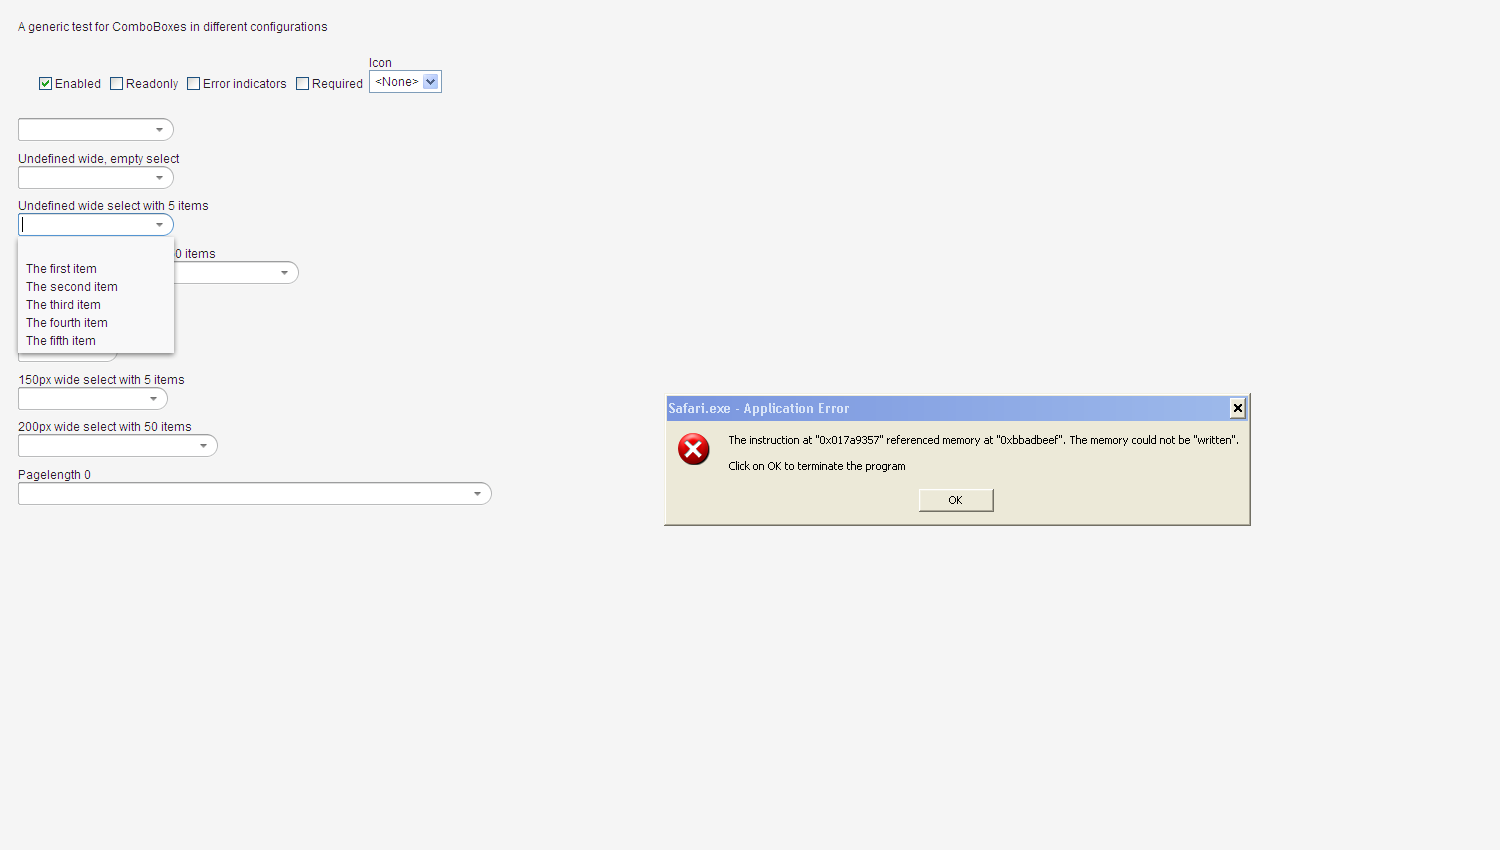 A generic test for ComboBoxes in different configurations
Icon
Enabled Readonly Error indicators Required <None>
Undefined wide, empty select
Undefined wide select with 5 items
0 items
The first item
The second item
The third item
The fourth item
The fifth item
150px wide select with 5 items
200px wide select with 50 items
Pagelength 0
Safari.exe - Application Error
The instruction at "0x017a9357" referenced memory at "0xbbadbeef". The memory could not be "written".
Click on OK to terminate the program
OK